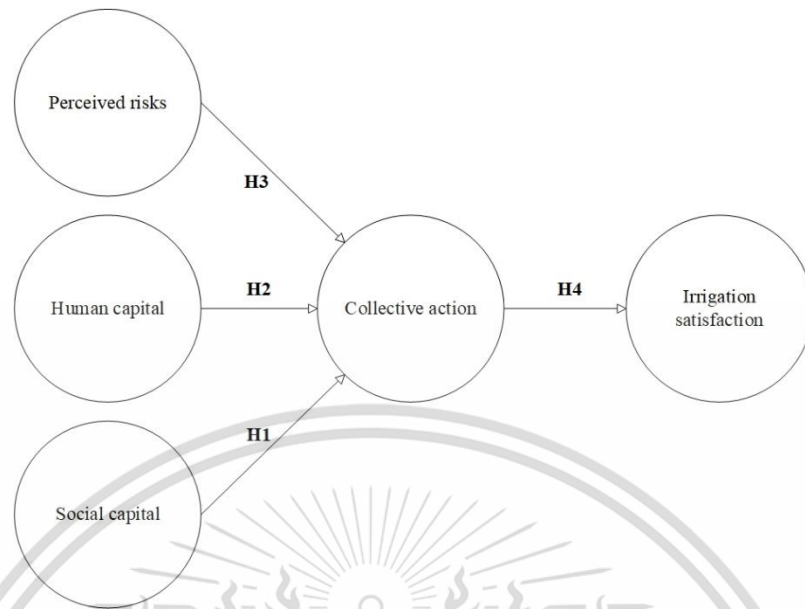 Perceived risks
H3
Human capital
H2
Collective action
H4
Irrigation
satisfaction
H1
Social capital